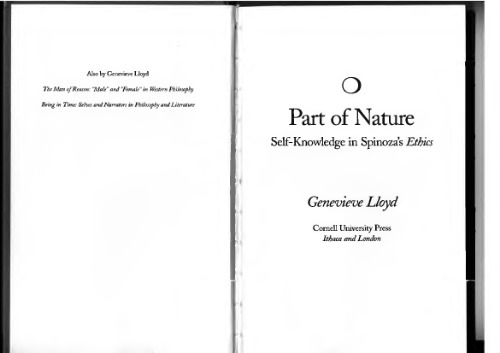 Also by Genevieve Lloyd
The Man of Reason: "Male" and "Female" in Western Philosophy
Being in Time: Selves and Narrators in Philosophy and Literature
Part of Nature
Self-Knowledge in Spinoza's Ethics
Genevieve Lloyd
Cornell University Press
Ithaca and London